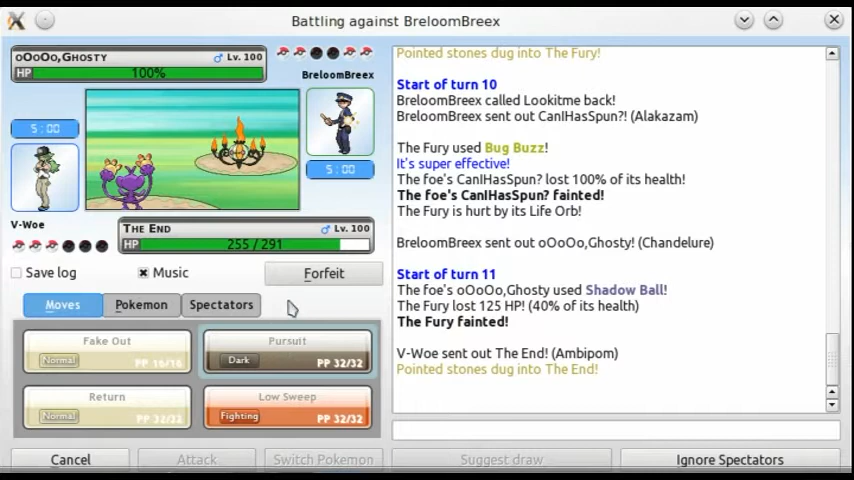 Battling against BreloomBreex
oOoOo,Ghosty ♂ Lv. 100
HP 100%
BreloomBreex
5:00
5:00
V-Woe
The End ♂ Lv. 100
HP 255 / 291
Save log
Music
Forfeit
Moves
Pokemon
Spectators
Fake Out
Normal PP 16/16
Pursuit
Dark PP 32/32
Return
Normal PP 32/32
Low Sweep
Fighting PP 32/32
Pointed stones dug into The Fury!
Start of turn 10
BreloomBreex called Lookitme back!
BreloomBreex sent out CanIHasSpun?! (Alakazam)
The Fury used Bug Buzz!
It's super effective!
The foe's CanIHasSpun? lost 100% of its health!
The foe's CanIHasSpun? fainted!
The Fury is hurt by its Life Orb!
BreloomBreex sent out oOoOo,Ghosty! (Chandelure)
Start of turn 11
The foe's oOoOo,Ghosty used Shadow Ball!
The Fury lost 125 HP! (40% of its health)
The Fury fainted!
V-Woe sent out The End! (Ambipom)
Pointed stones dug into The End!
Cancel
Attack
Switch Pokemon
Suggest draw
Ignore Spectators